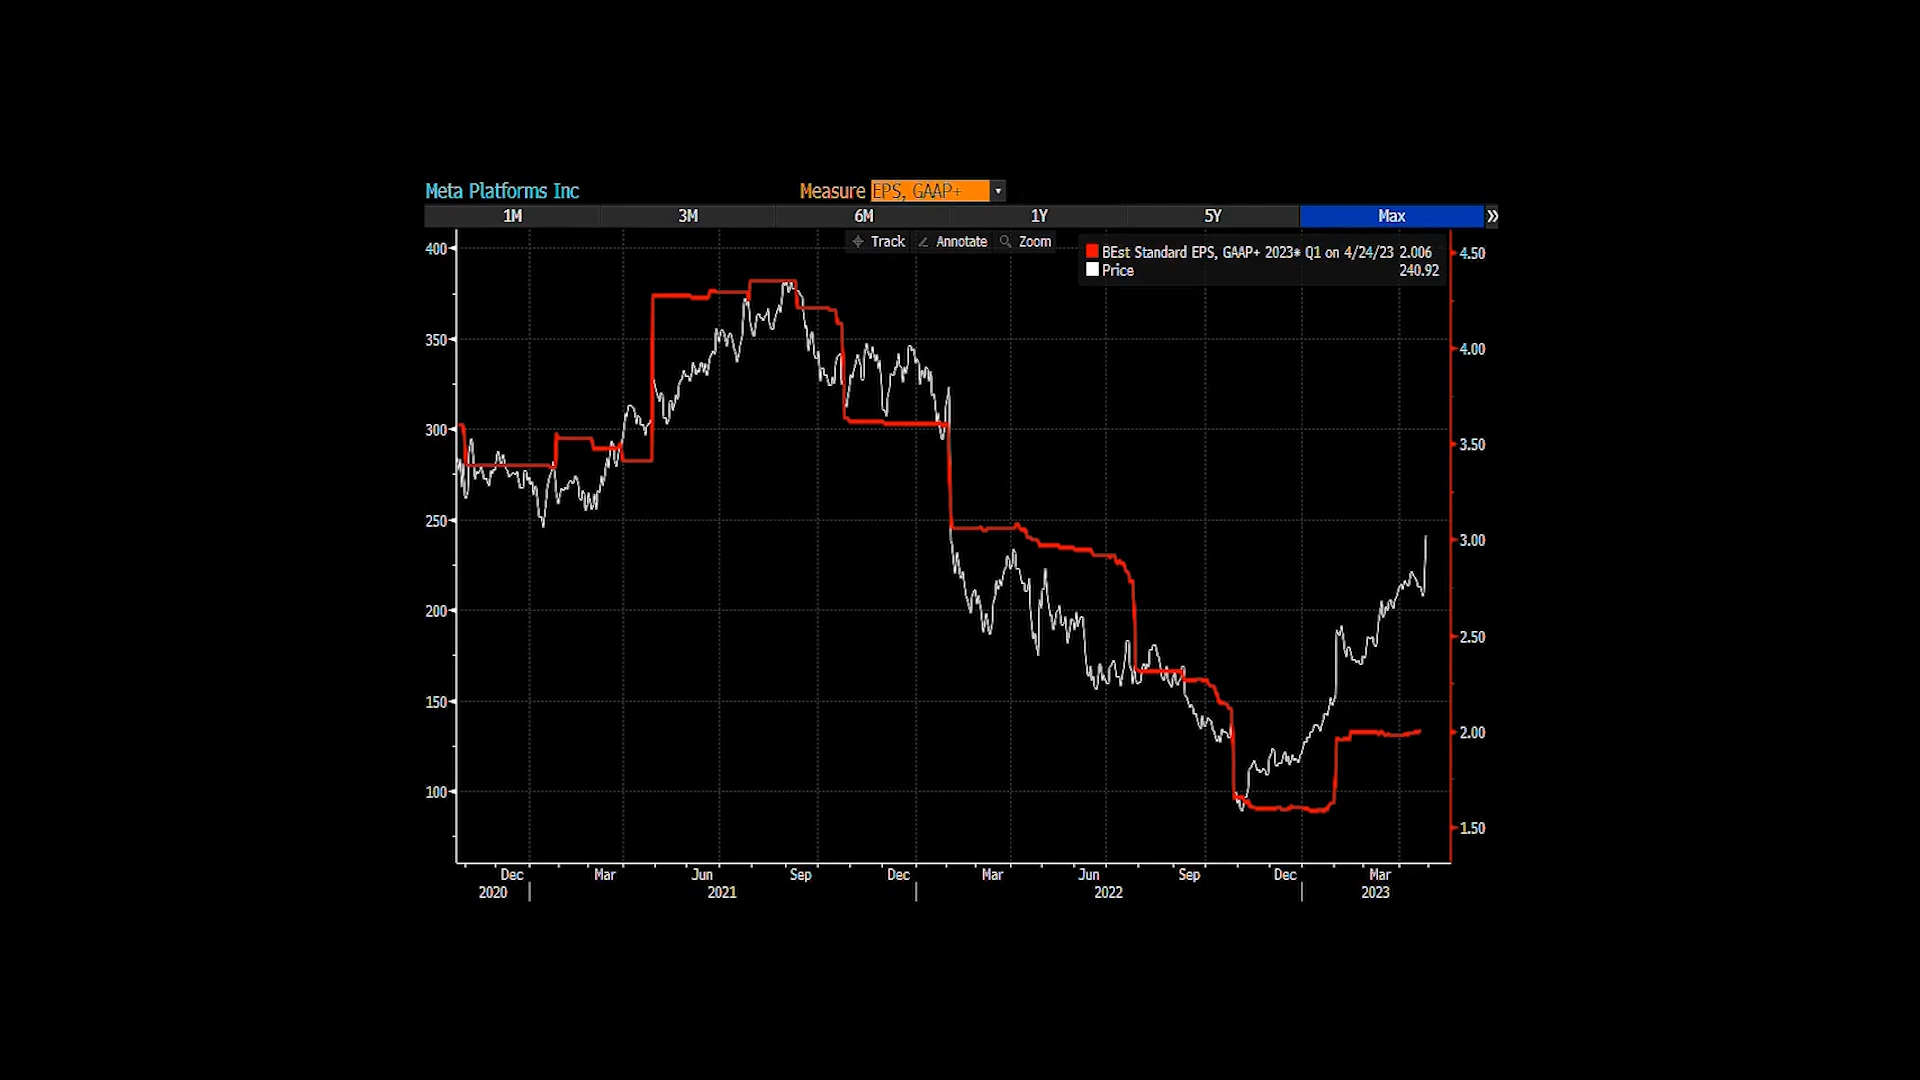 Meta Platforms Inc Measure EPS, GAAP+
1M 3M 6M 1Y 5Y Max »
Track Annotate Zoom
BEst Standard EPS, GAAP+ 2023* Q1 on 4/24/23 2.006
Price 240.92
400 4.50
350 4.00
300 3.50
250 3.00
200 2.50
150 2.00
100 1.50
Dec Mar Jun Sep Dec Mar Jun Sep Dec Mar
2020 2021 2022 2023